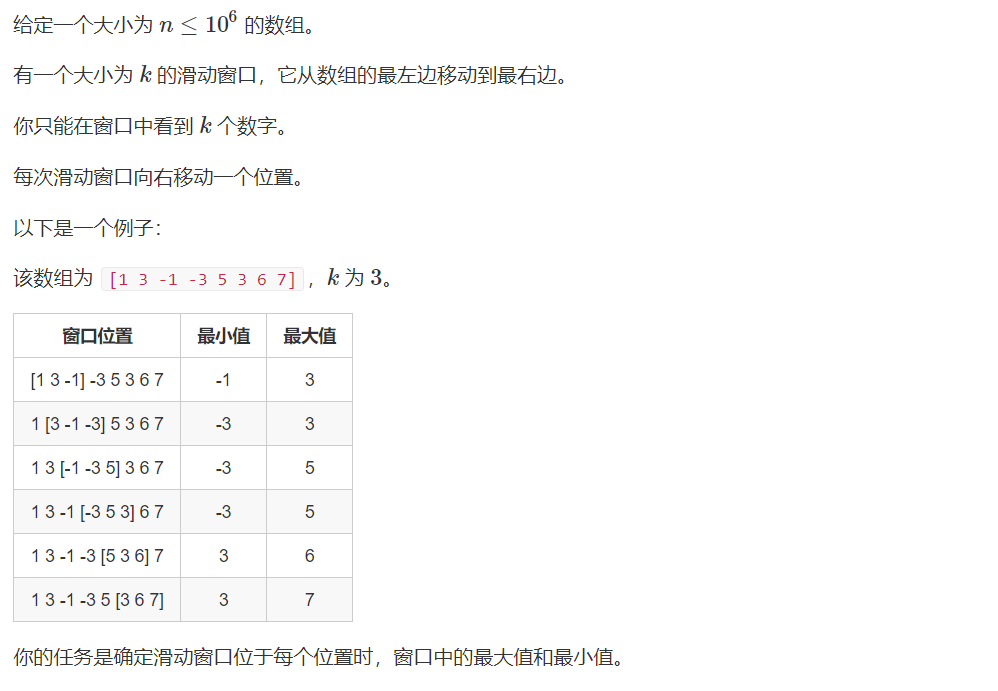 给定一个大小为 n ≤ 10⁶ 的数组。
有一个大小为 k 的滑动窗口，它从数组的最左边移动到最右边。
你只能在窗口中看到 k 个数字。
每次滑动窗口向右移动一个位置。
以下是一个例子：
该数组为 [1 3 -1 -3 5 3 6 7] ，k 为 3。
窗口位置 最小值 最大值
[1 3 -1] -3 5 3 6 7 -1 3
1 [3 -1 -3] 5 3 6 7 -3 3
1 3 [-1 -3 5] 3 6 7 -3 5
1 3 -1 [-3 5 3] 6 7 -3 5
1 3 -1 -3 [5 3 6] 7 3 6
1 3 -1 -3 5 [3 6 7] 3 7
你的任务是确定滑动窗口位于每个位置时，窗口中的最大值和最小值。